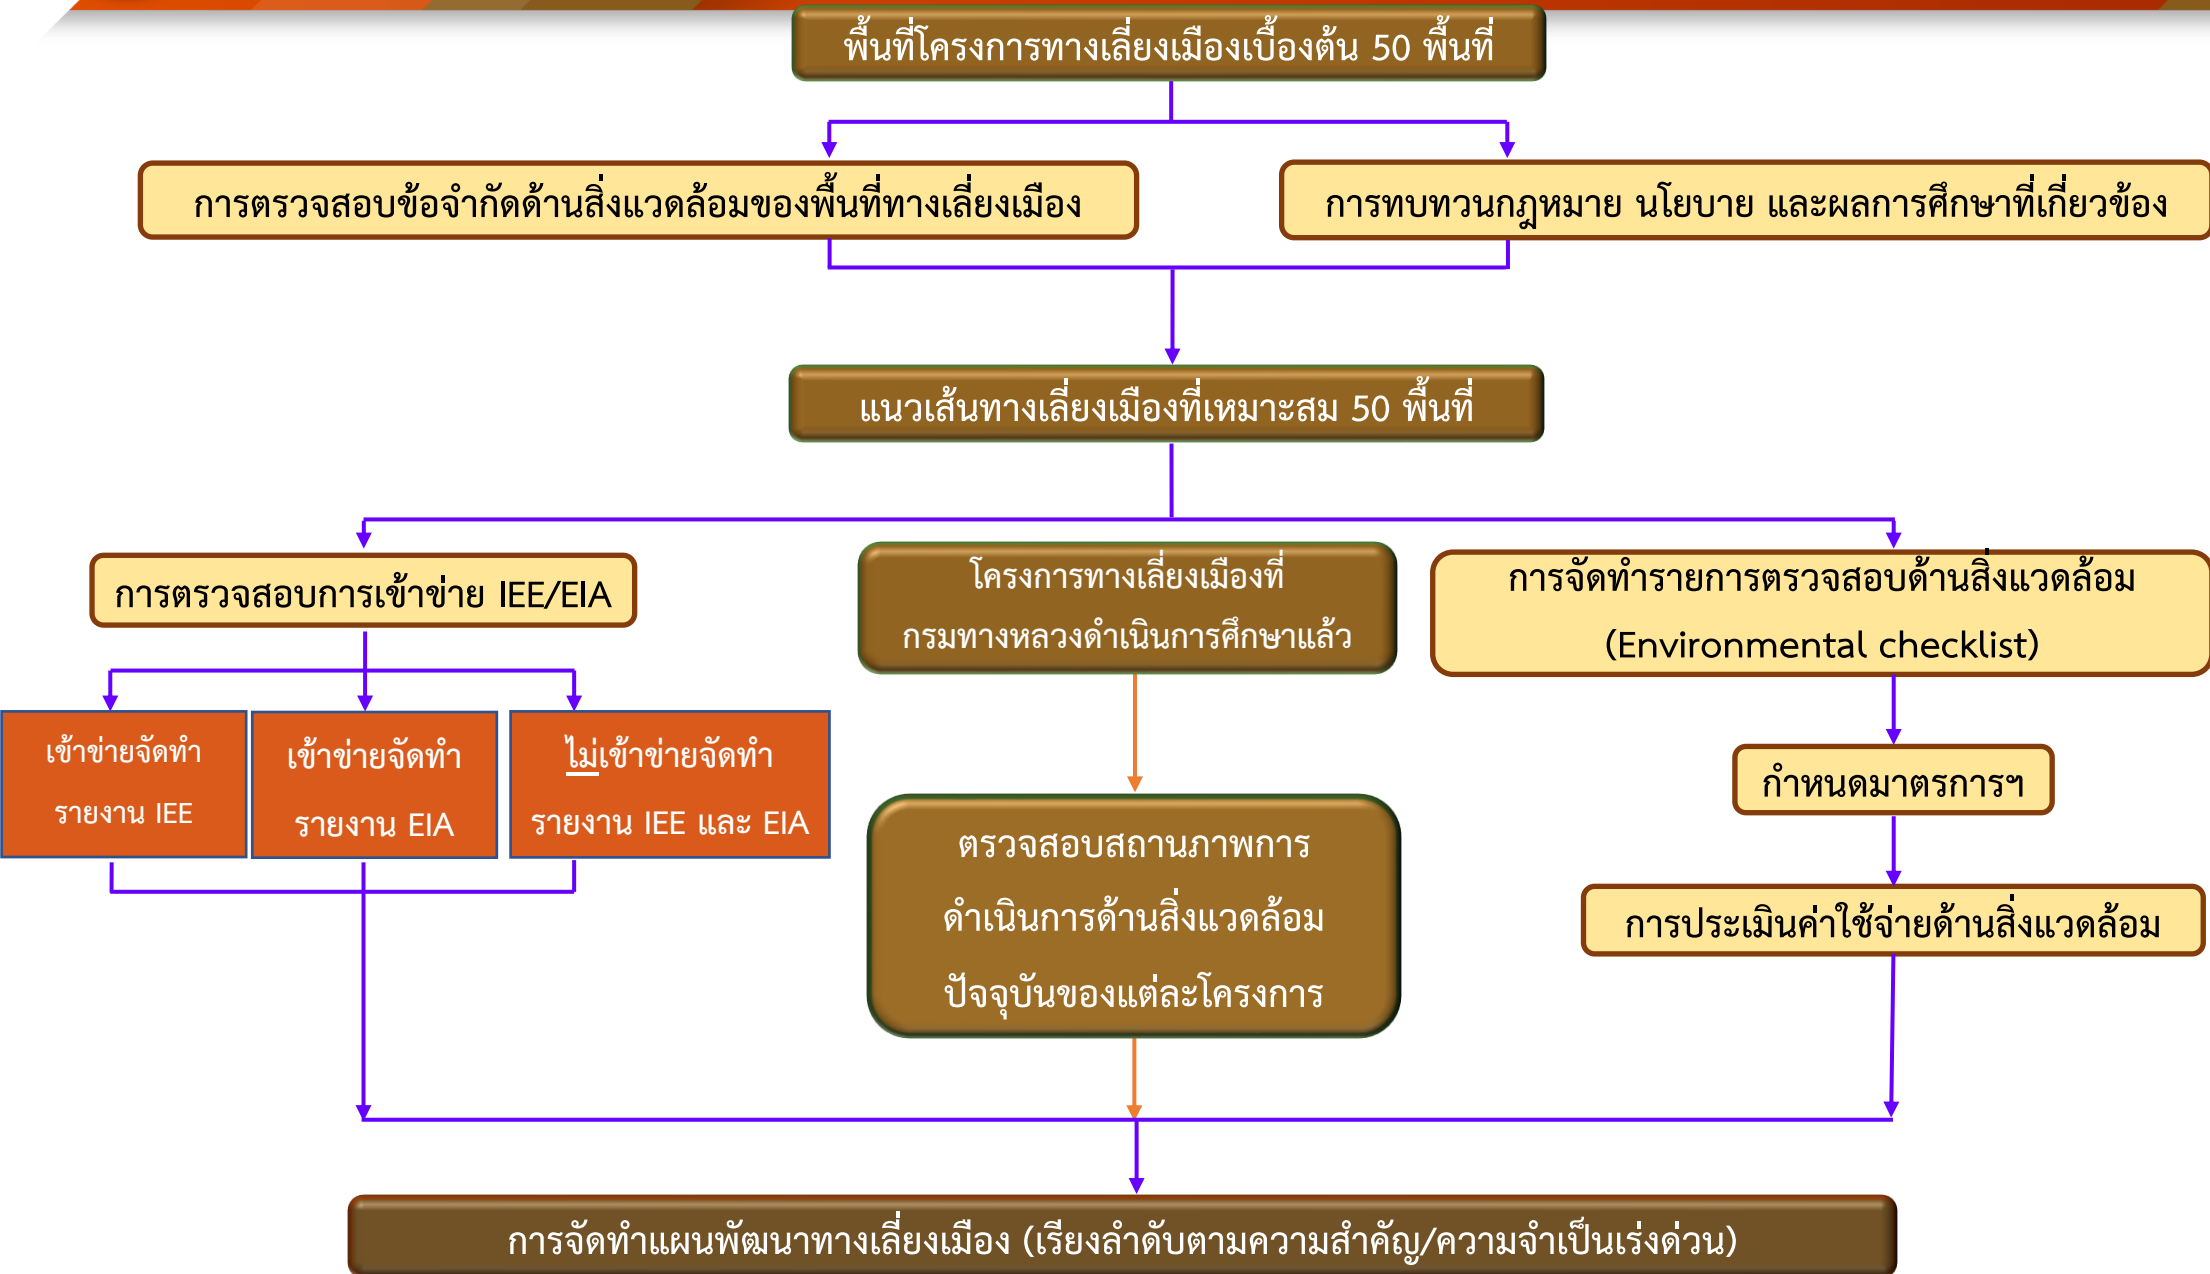 พื้นที่โครงการทางเลี่ยงเมืองเบื้องต้น 50 พื้นที่
การตรวจสอบข้อจำกัดด้านสิ่งแวดล้อมของพื้นที่ทางเลี่ยงเมือง
การทบทวนกฎหมาย นโยบาย และผลการศึกษาที่เกี่ยวข้อง
แนวเส้นทางเลี่ยงเมืองที่เหมาะสม 50 พื้นที่
การตรวจสอบการเข้าข่าย IEE/EIA
โครงการทางเลี่ยงเมืองที่
กรมทางหลวงดำเนินการศึกษาแล้ว
การจัดทำรายการตรวจสอบด้านสิ่งแวดล้อม
(Environmental checklist)
เข้าข่ายจัดทำ
รายงาน IEE
เข้าข่ายจัดทำ
รายงาน EIA
ไม่เข้าข่ายจัดทำ
รายงาน IEE และ EIA
ตรวจสอบสถานภาพการ
ดำเนินการด้านสิ่งแวดล้อม
ปัจจุบันของแต่ละโครงการ
กำหนดมาตรการฯ
การประเมินค่าใช้จ่ายด้านสิ่งแวดล้อม
การจัดทำแผนพัฒนาทางเลี่ยงเมือง (เรียงลำดับตามความสำคัญ/ความจำเป็นเร่งด่วน)